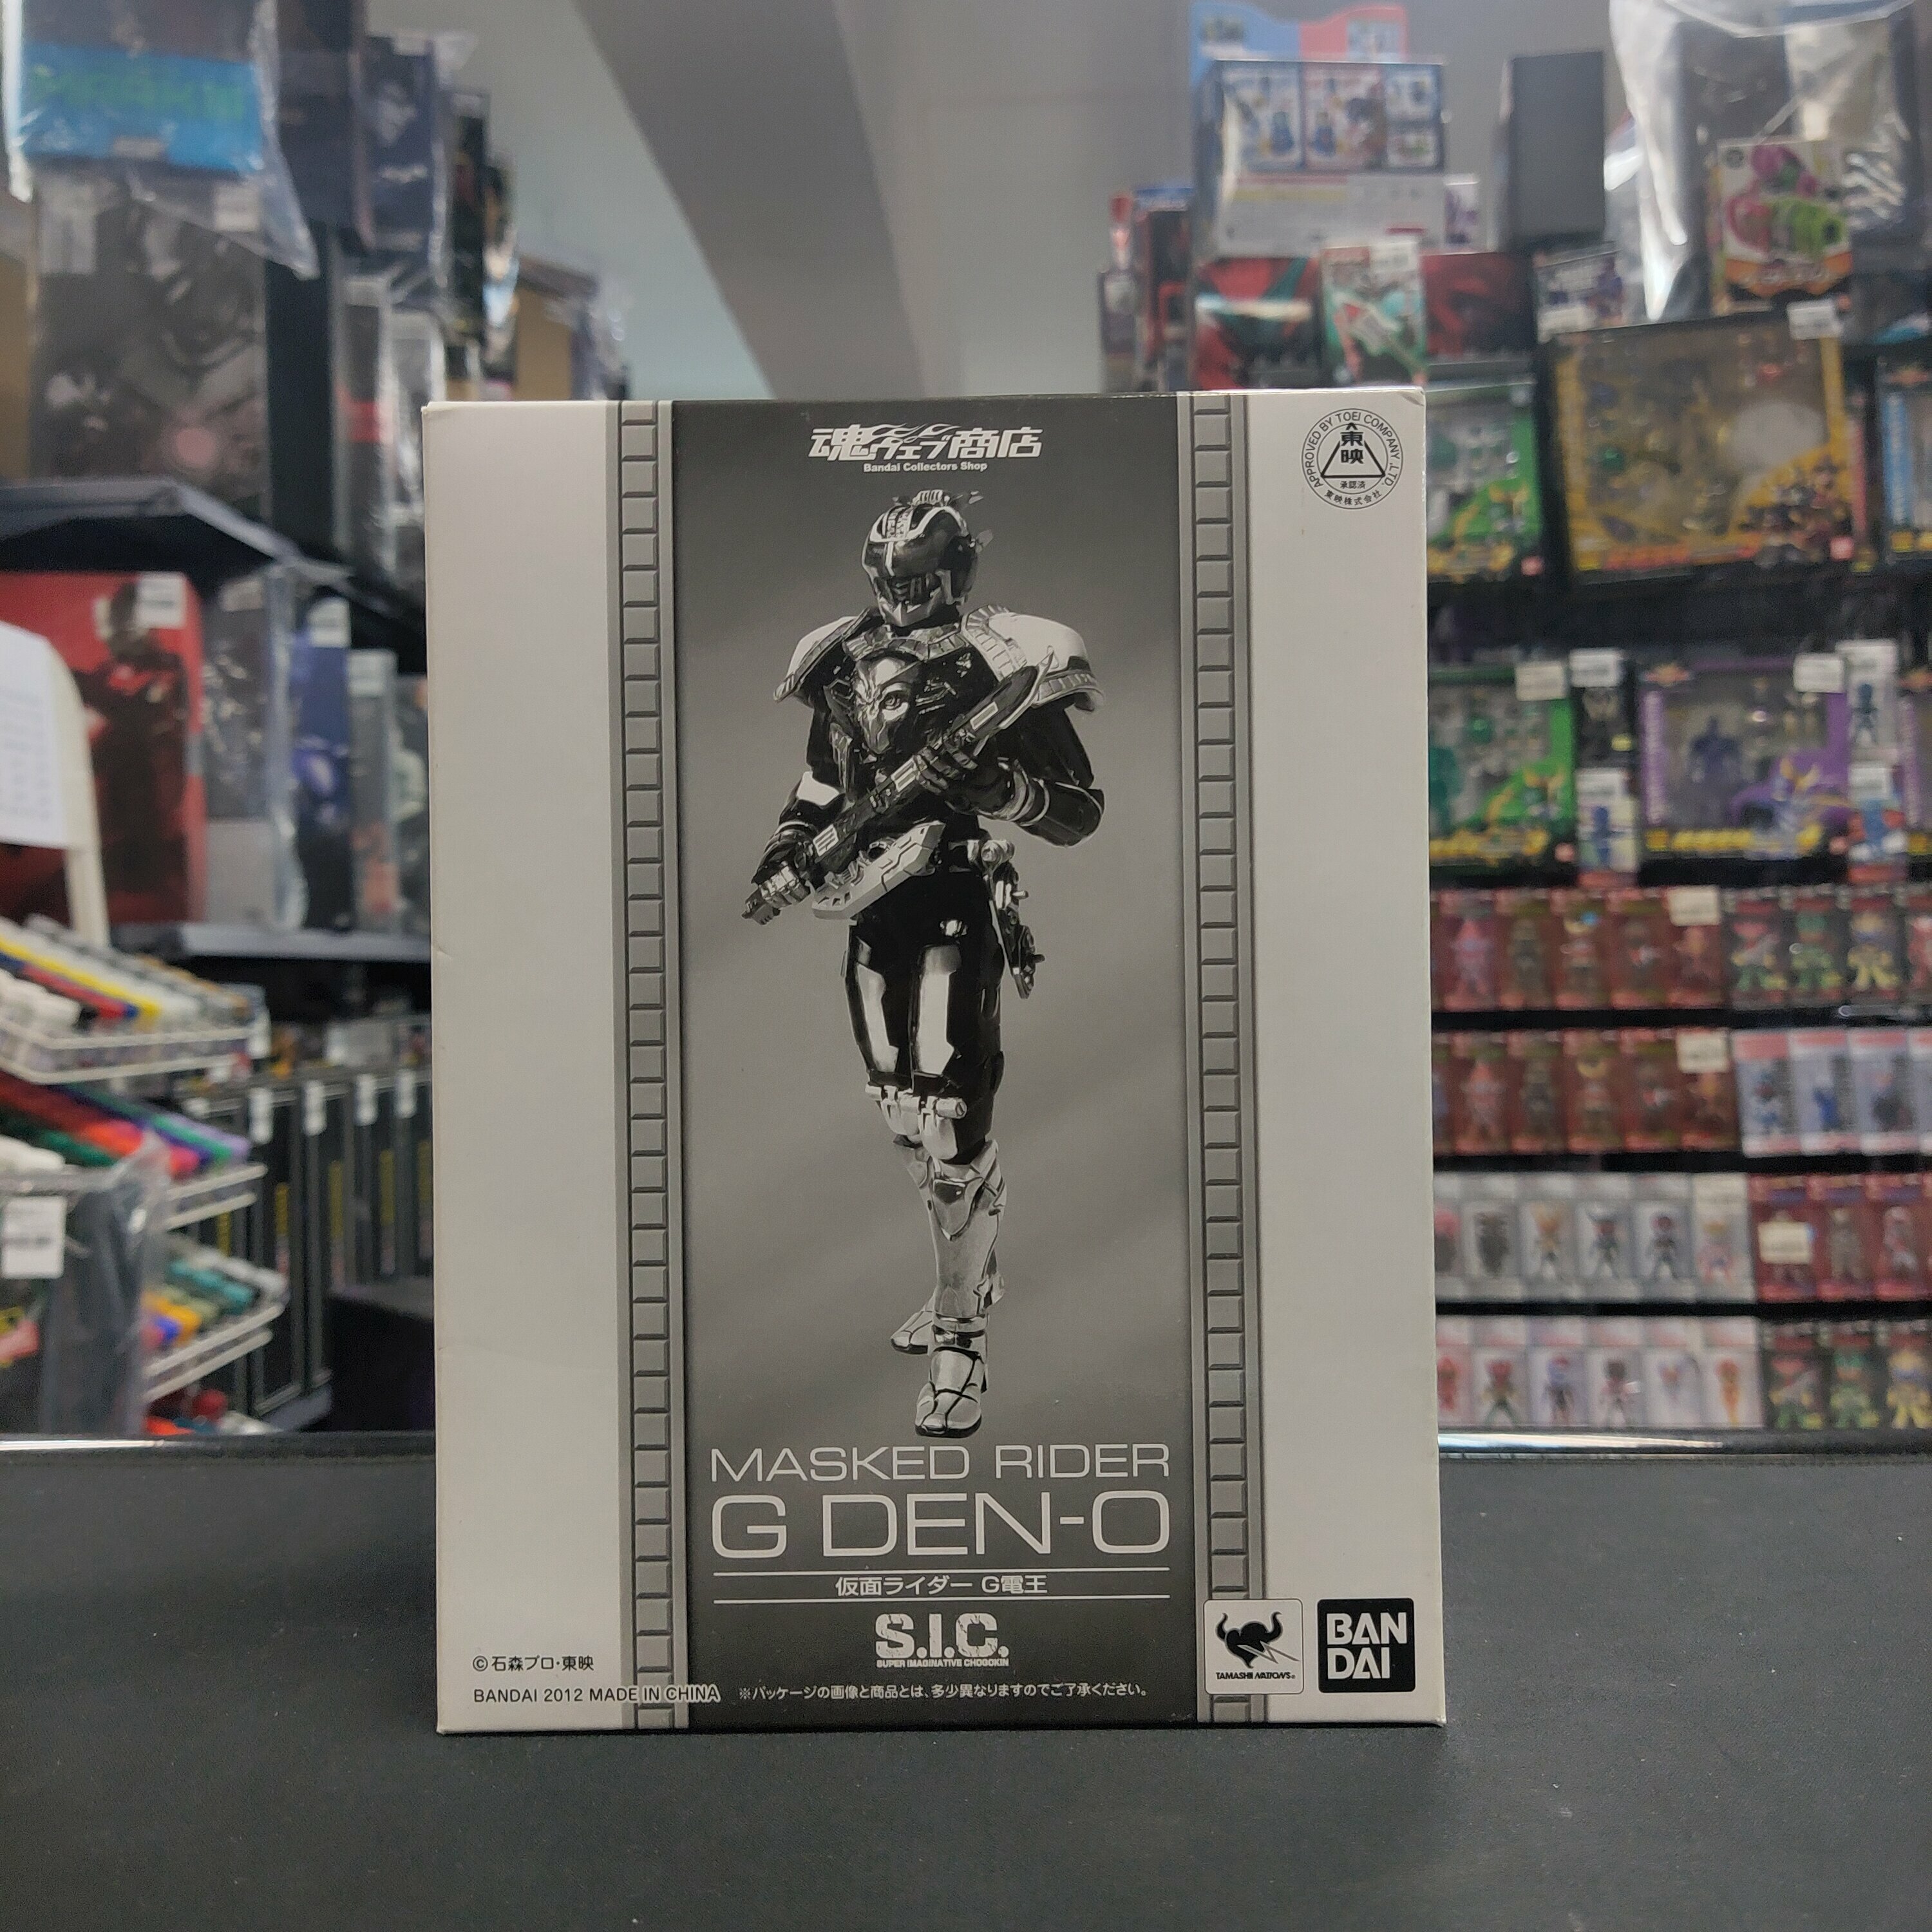 魂ウェブ商店
Bandai Collectors Shop
APPROVED BY TOEI COMPANY, LTD.
東映
承認済
東映株式会社
MASKED RIDER
G DEN-O
仮面ライダー G電王
S.I.C.
SUPER IMAGINATIVE CHOGOKIN
TAMASHII NATIONS
BAN
DAI
©石森プロ・東映
BANDAI 2012 MADE IN CHINA ※パッケージの画像と商品とは、多少異なりますのでご了承ください。